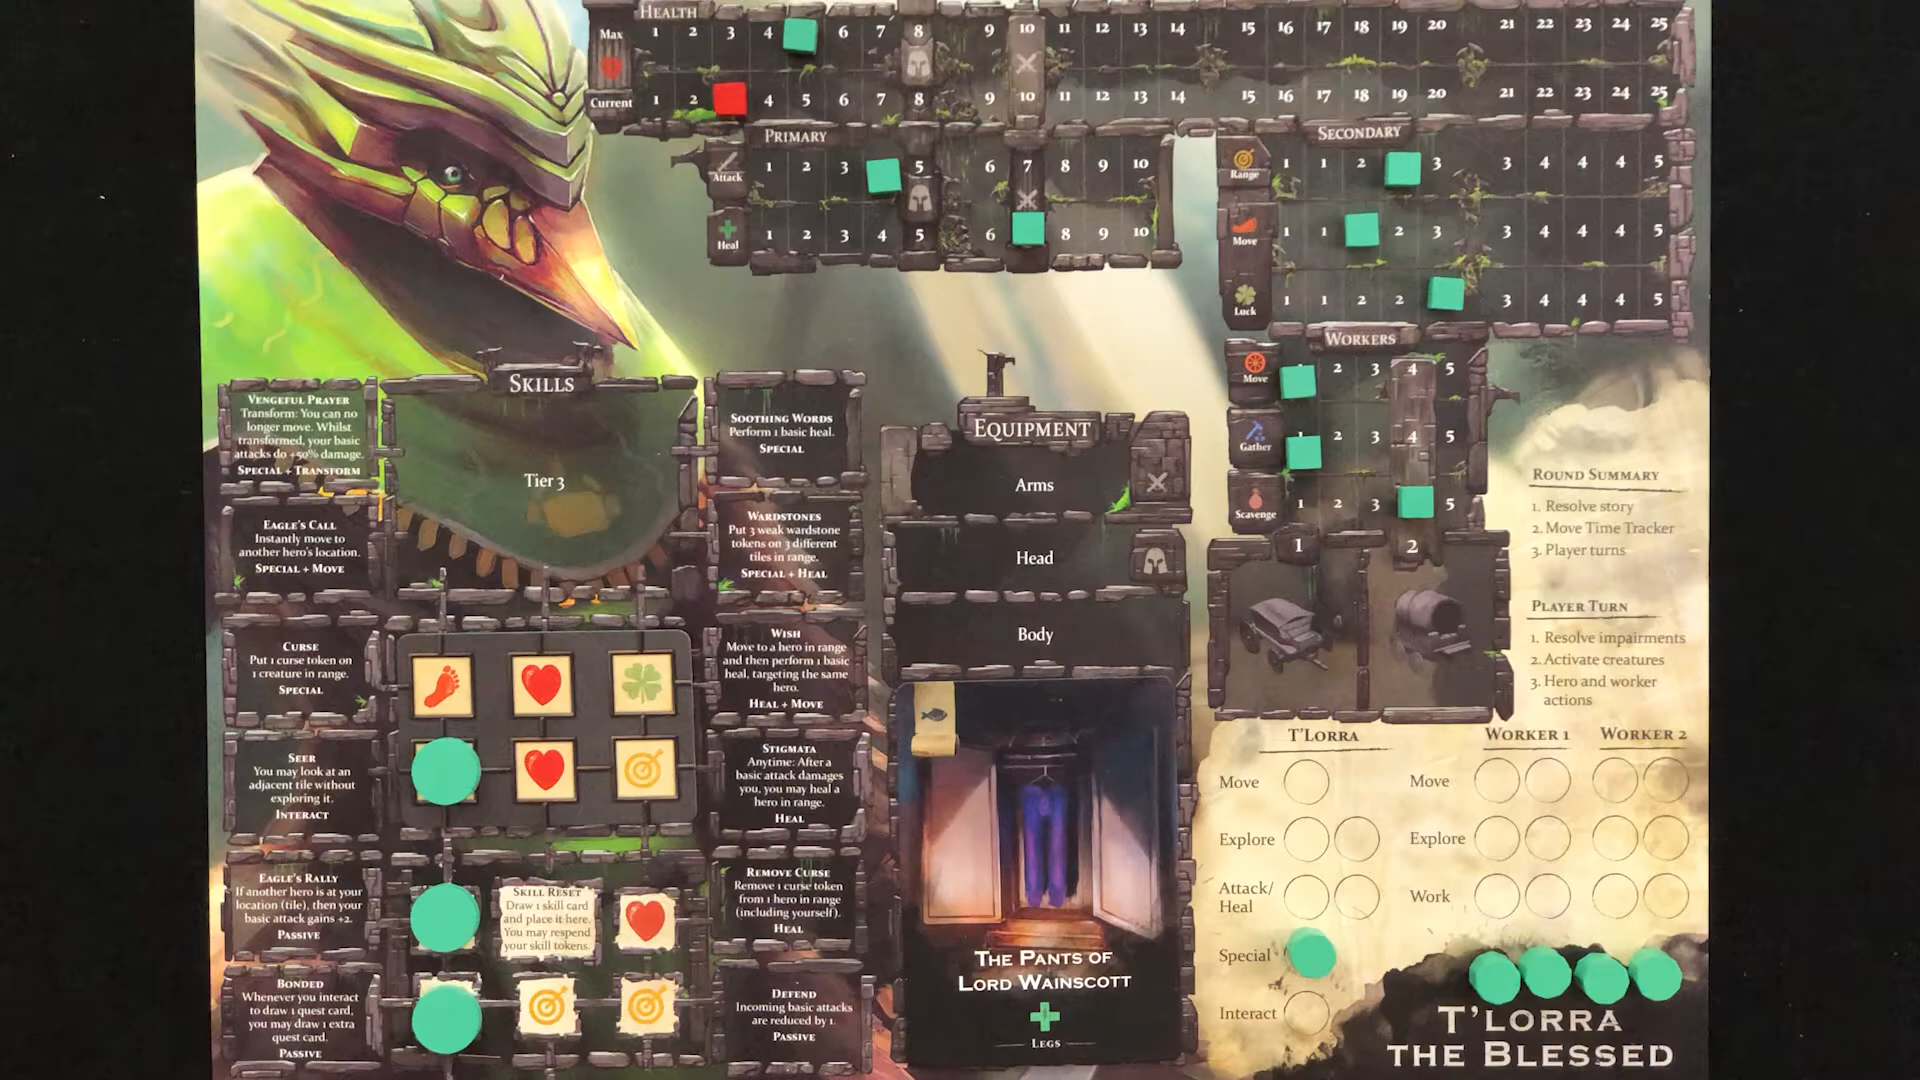 HEALTH
Max 1 2 3 4 6 7 8 9 10 11 12 13 14 15 16 17 18 19 20 21 22 23 24 25
Current 1 2 4 5 6 7 8 9 10 11 12 13 14 15 16 17 18 19 20 21 22 23 24 25
PRIMARY
Attack 1 2 3 5 6 7 8 9 10
Heal 1 2 3 4 5 6 8 9 10
SECONDARY
Range 1 1 2 3 3 4 4 4 5
Move 1 1 2 3 3 4 4 4 5
Luck 1 1 2 2 3 4 4 4 5
WORKERS
Move 2 3 4 5
Gather 1 2 3 4 5
Scavenge 1 2 3 5
1 2
SKILLS
Tier 3
VENGEFUL PRAYER
Transform: You can no
longer move. Whilst
transformed, your basic
attacks do +50% damage.
SPECIAL + TRANSFORM
EAGLE'S CALL
Instantly move to
another hero's location.
SPECIAL + MOVE
CURSE
Put 1 curse token on
1 creature in range.
SPECIAL
SEER
You may look at an
adjacent tile without
exploring it.
INTERACT
EAGLE'S RALLY
If another hero is at your
location (tile), then your
basic attack gains +2.
PASSIVE
BONDED
Whenever you interact
to draw 1 quest card,
you may draw 1 extra
quest card.
PASSIVE
SKILL RESET
Draw 1 skill card
and place it here.
You may respend
your skill tokens.
SOOTHING WORDS
Perform 1 basic heal.
SPECIAL
WARDSTONES
Put 3 weak wardstone
tokens on 3 different
tiles in range.
SPECIAL + HEAL
WISH
Move to a hero in range
and then perform 1 basic
heal, targeting the same
hero.
HEAL + MOVE
STIGMATA
Anytime: After a
basic attack damages
you, you may heal a
hero in range.
HEAL
REMOVE CURSE
Remove 1 curse token
from 1 hero in range
(including yourself).
HEAL
DEFEND
Incoming basic attacks
are reduced by 1.
PASSIVE
EQUIPMENT
Arms
Head
Body
THE PANTS OF
LORD WAINSCOTT
LEGS
ROUND SUMMARY
1. Resolve story
2. Move Time Tracker
3. Player turns
PLAYER TURN
1. Resolve impairments
2. Activate creatures
3. Hero and worker
actions
T'LORRA WORKER 1 WORKER 2
Move Move
Explore Explore
Attack/
Heal Work
Special
Interact
T'LORRA
THE BLESSED